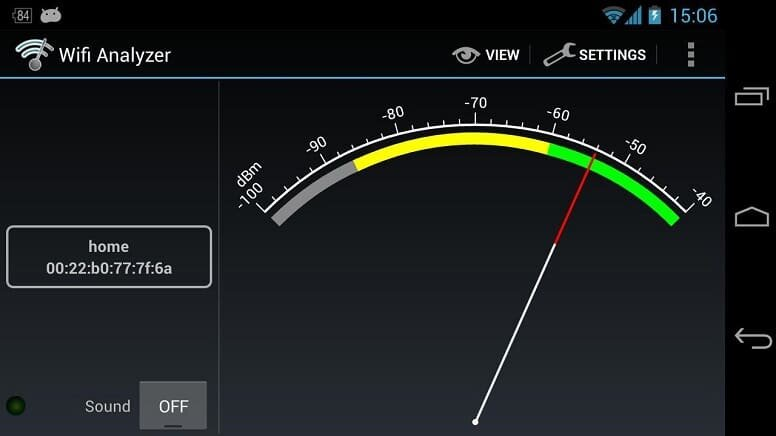 84
15:06
Wifi Analyzer
VIEW
SETTINGS
dBm
-100
-90
-80
-70
-60
-50
-40
home
00:22:b0:77:7f:6a
Sound
OFF